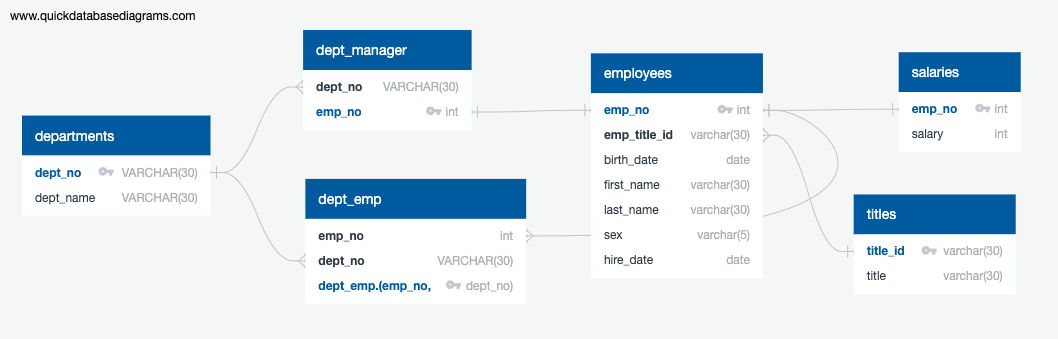 www.quickdatabasediagrams.com
departments
dept_no VARCHAR(30)
dept_name VARCHAR(30)
dept_manager
dept_no VARCHAR(30)
emp_no int
dept_emp
emp_no int
dept_no VARCHAR(30)
dept_emp.(emp_no, dept_no)
employees
emp_no int
emp_title_id varchar(30)
birth_date date
first_name varchar(30)
last_name varchar(30)
sex varchar(5)
hire_date date
salaries
emp_no int
salary int
titles
title_id varchar(30)
title varchar(30)